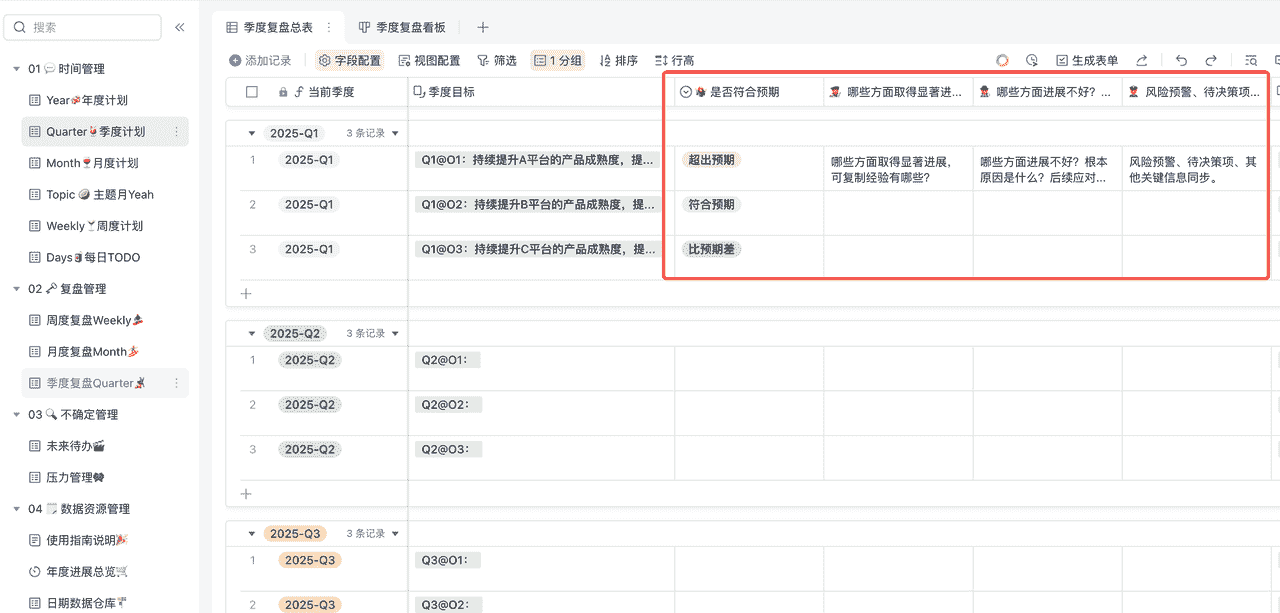 搜索
01 时间管理
Year 年度计划
Quarter 季度计划
Month 月度计划
Topic 主题月Yeah
Weekly 周度计划
Days 每日TODO
02 复盘管理
周度复盘Weekly
月度复盘Month
季度复盘Quarter
03 不确定管理
未来待办
压力管理
04 数据资源管理
使用指南说明
年度进展总览
日期数据仓库
季度复盘总表 季度复盘看板
添加记录 字段配置 视图配置 筛选 1 分组 排序 行高 生成表单
当前季度 季度目标 是否符合预期 哪些方面取得显著进... 哪些方面进展不好？... 风险预警、待决策项...
2025-Q1 3 条记录
1 2025-Q1 Q1@O1：持续提升A平台的产品成熟度，提... 超出预期 哪些方面取得显著进展， 哪些方面进展不好？根本 风险预警、待决策项、其
可复制经验有哪些？ 原因是什么？后续应对... 他关键信息同步。
2 2025-Q1 Q1@O2：持续提升B平台的产品成熟度，提... 符合预期
3 2025-Q1 Q1@O3：持续提升C平台的产品成熟度，提... 比预期差
2025-Q2 3 条记录
1 2025-Q2 Q2@O1：
2 2025-Q2 Q2@O2：
3 2025-Q2 Q2@O3：
2025-Q3 3 条记录
1 2025-Q3 Q3@O1：
2 2025-Q3 Q3@O2：